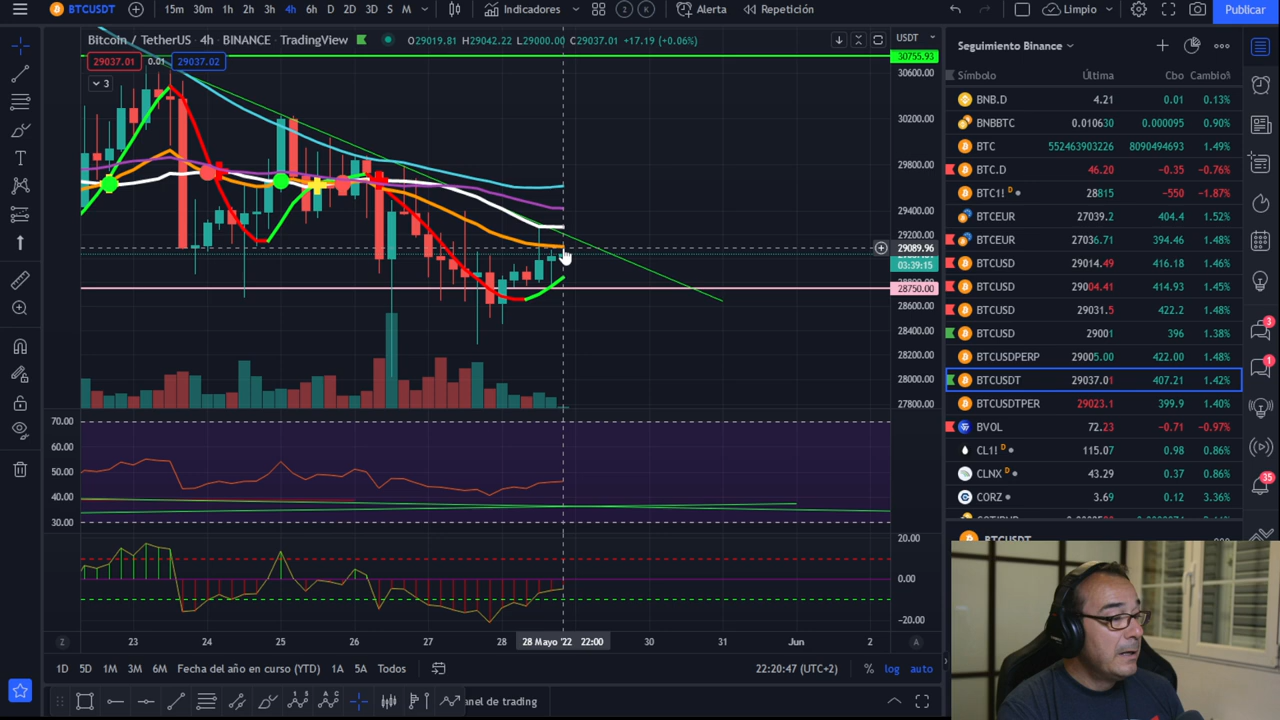 BTCUSDT 15m 30m 1h 2h 3h 4h 6h D 2D 3D S M Indicadores 2 K Alerta Repetición Limpio Publicar
Bitcoin / TetherUS 4h BINANCE TradingView O29019.81 H29042.22 L29000.00 C29037.01 +17.19 (+0.06%) USDT
29037.01 0.01 29037.02
3
30755.93
30600.00
30200.00
29800.00
29400.00
29200.00
29089.96
03:39:15
28750.00
28600.00
28400.00
28200.00
28000.00
27800.00
70.00
60.00
50.00
40.00
30.00
20.00
0.00
−20.00
Z 23 24 25 26 27 28 28 Mayo '22 22:00 30 31 Jun 2 A
1D 5D 1M 3M 6M Fecha del año en curso (YTD) 1A 5A Todos 22:20:47 (UTC+2) % log auto
anel de trading
Seguimiento Binance
Símbolo Última Cbo Cambio%
BNB.D 4.21 0.01 0.13%
BNBBTC 0.010630 0.000095 0.90%
BTC 552463903226 8090494693 1.49%
BTC.D 46.20 −0.35 −0.76%
BTC1! D 28815 −550 −1.87%
BTCEUR 27039.2 404.4 1.52%
BTCEUR 27036.71 394.46 1.48%
BTCUSD 29014.49 416.18 1.46%
BTCUSD 29004.41 414.93 1.45%
BTCUSD 29031.5 422.2 1.48%
BTCUSD 29001 396 1.38%
BTCUSDPERP 29005.00 422.00 1.48%
BTCUSDT 29037.01 407.21 1.42%
BTCUSDTPER 29023.1 399.9 1.40%
BVOL 72.23 −0.71 −0.97%
CL1! D 115.07 0.98 0.86%
CLNX D 43.29 0.37 0.86%
CORZ 3.69 0.12 3.36%
BTCUSDT
3
1
35